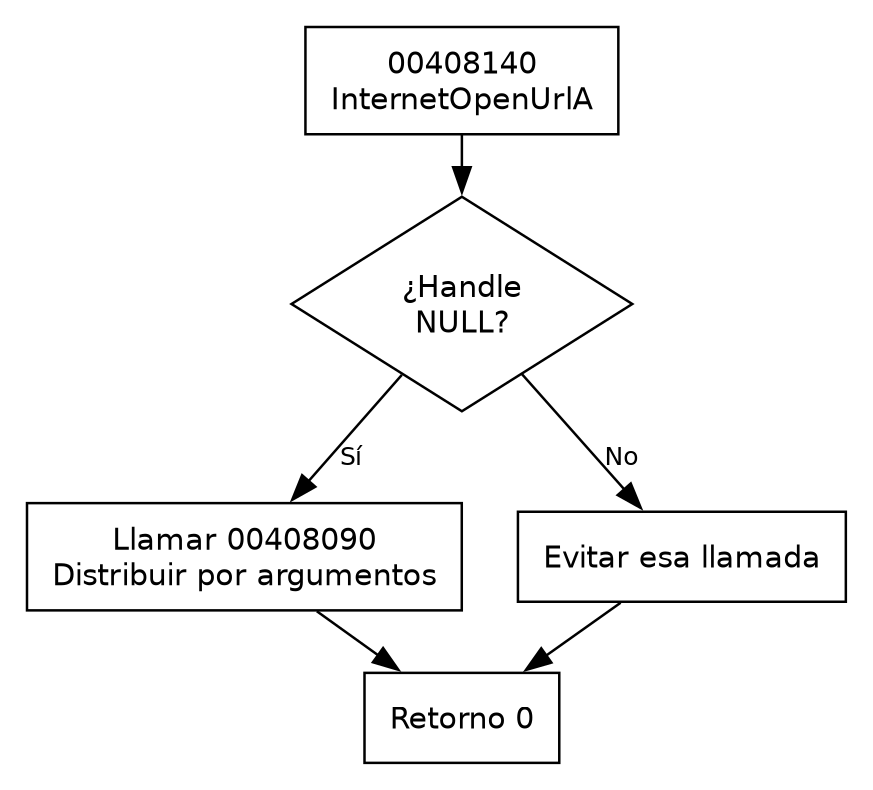 00408140
InternetOpenUrlA
¿Handle
NULL?
Sí
No
Llamar 00408090
Distribuir por argumentos
Evitar esa llamada
Retorno 0